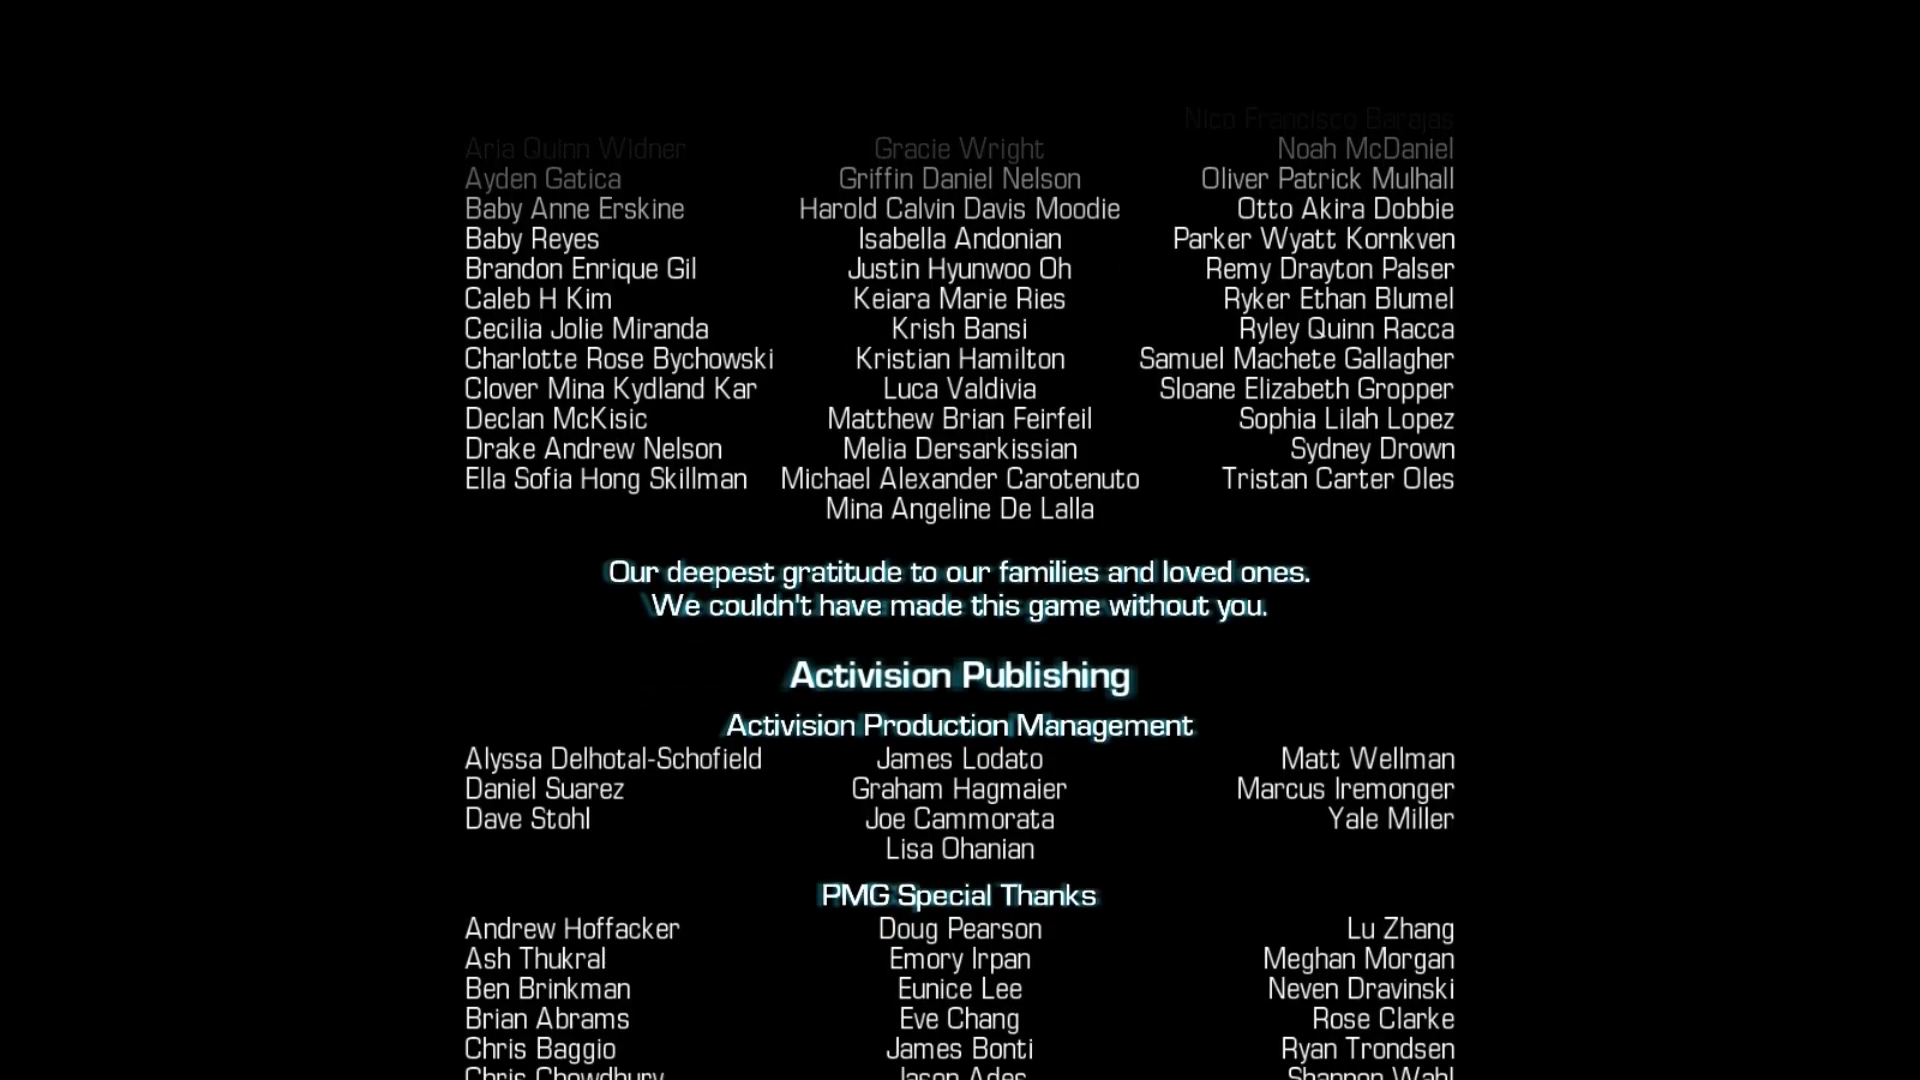 Nico Francisco Barajas
Aria Quinn Widner Gracie Wright Noah McDaniel
Ayden Gatica Griffin Daniel Nelson Oliver Patrick Mulhall
Baby Anne Erskine Harold Calvin Davis Moodie Otto Akira Dobbie
Baby Reyes Isabella Andonian Parker Wyatt Kornkven
Brandon Enrique Gil Justin Hyunwoo Oh Remy Drayton Palser
Caleb H Kim Keiara Marie Ries Ryker Ethan Blumel
Cecilia Jolie Miranda Krish Bansi Ryley Quinn Racca
Charlotte Rose Bychowski Kristian Hamilton Samuel Machete Gallagher
Clover Mina Kydland Kar Luca Valdivia Sloane Elizabeth Gropper
Declan McKisic Matthew Brian Feirfeil Sophia Lilah Lopez
Drake Andrew Nelson Melia Dersarkissian Sydney Drown
Ella Sofia Hong Skillman Michael Alexander Carotenuto Tristan Carter Oles
Mina Angeline De Lalla
Our deepest gratitude to our families and loved ones.
We couldn't have made this game without you.
Activision Publishing
Activision Production Management
Alyssa Delhotal-Schofield James Lodato Matt Wellman
Daniel Suarez Graham Hagmaier Marcus Iremonger
Dave Stohl Joe Cammorata Yale Miller
Lisa Ohanian
PMG Special Thanks
Andrew Hoffacker Doug Pearson Lu Zhang
Ash Thukral Emory Irpan Meghan Morgan
Ben Brinkman Eunice Lee Neven Dravinski
Brian Abrams Eve Chang Rose Clarke
Chris Baggio James Bonti Ryan Trondsen
Chris Chowdhury Jason Ades Shannon Wahl